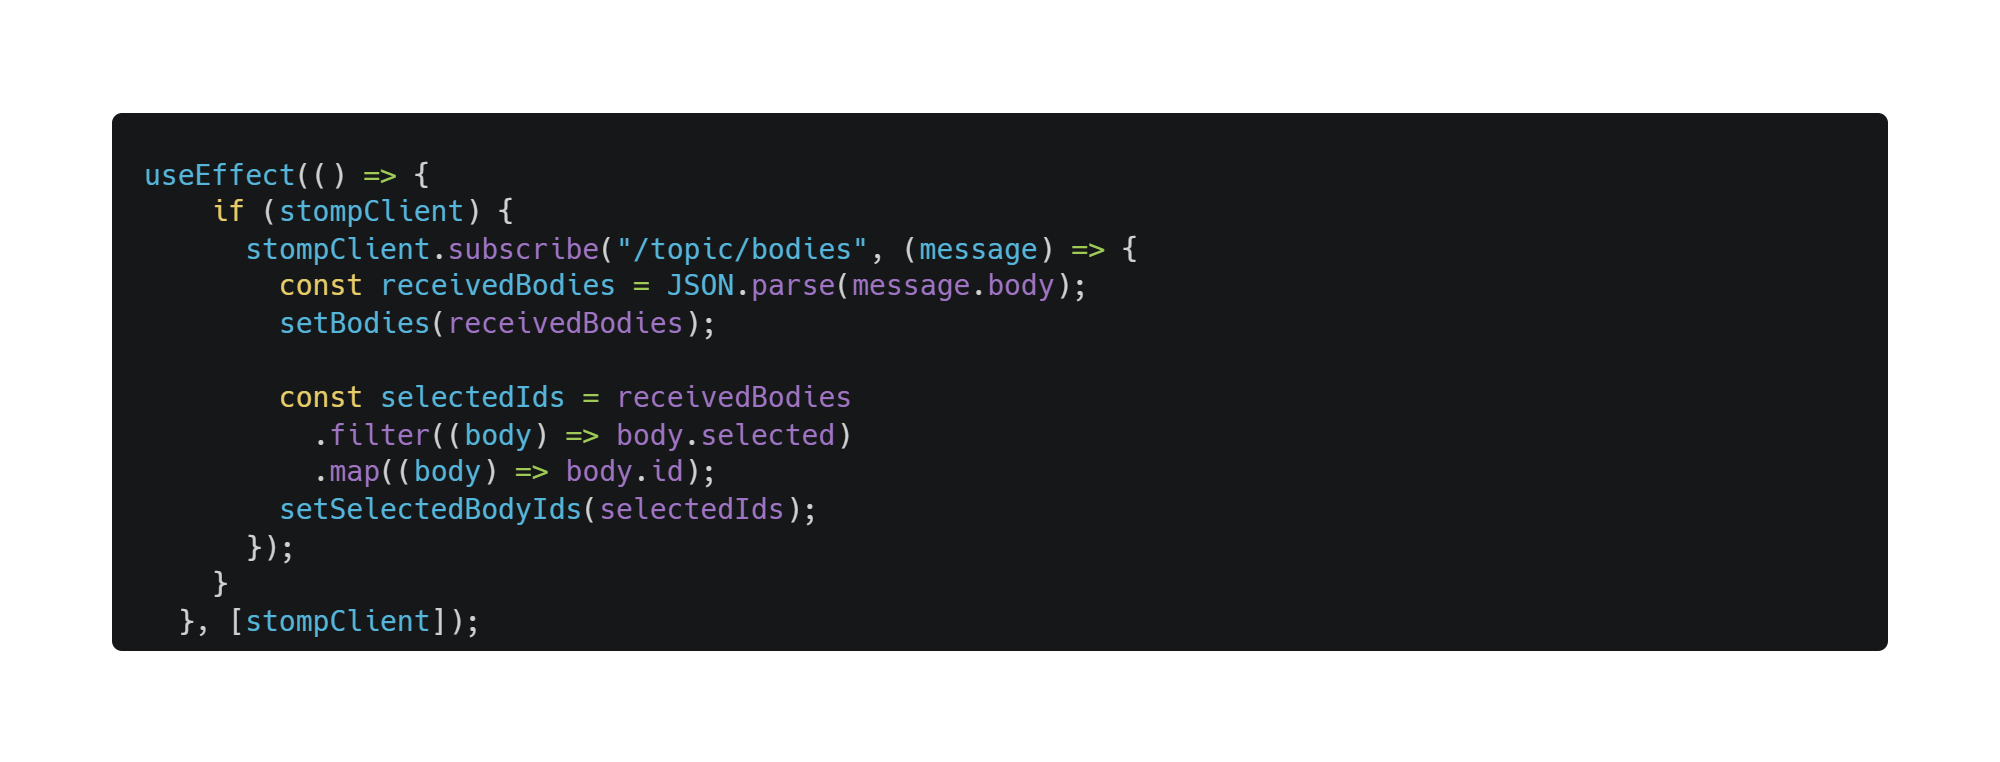 useEffect(() => {
    if (stompClient) {
      stompClient.subscribe("/topic/bodies", (message) => {
        const receivedBodies = JSON.parse(message.body);
        setBodies(receivedBodies);

        const selectedIds = receivedBodies
          .filter((body) => body.selected)
          .map((body) => body.id);
        setSelectedBodyIds(selectedIds);
      });
    }
  }, [stompClient]);